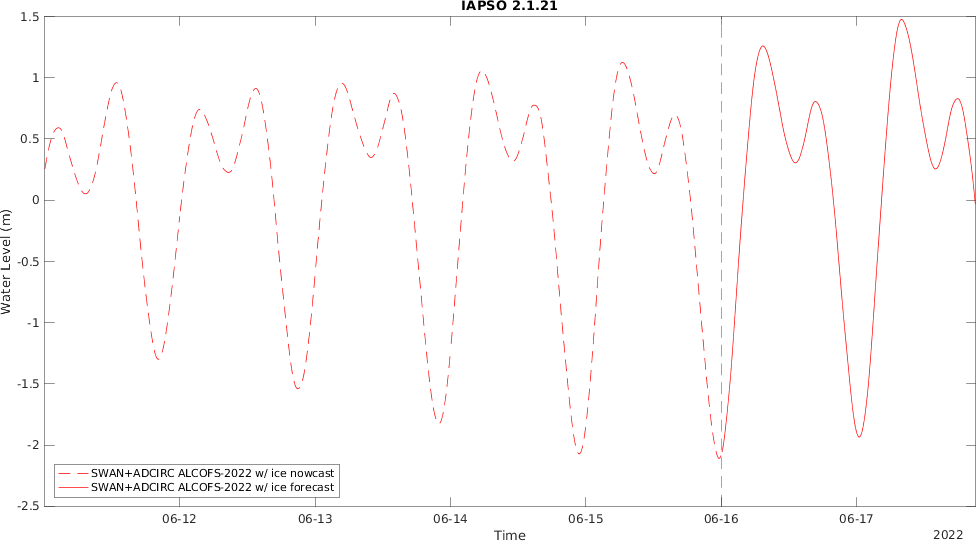 IAPSO 2.1.21
1.5
1
0.5
0
-0.5
-1
-1.5
-2
-2.5
Water Level (m)
SWAN+ADCIRC ALCOFS-2022 w/ ice nowcast
SWAN+ADCIRC ALCOFS-2022 w/ ice forecast
06-12 06-13 06-14 06-15 06-16 06-17
Time
2022